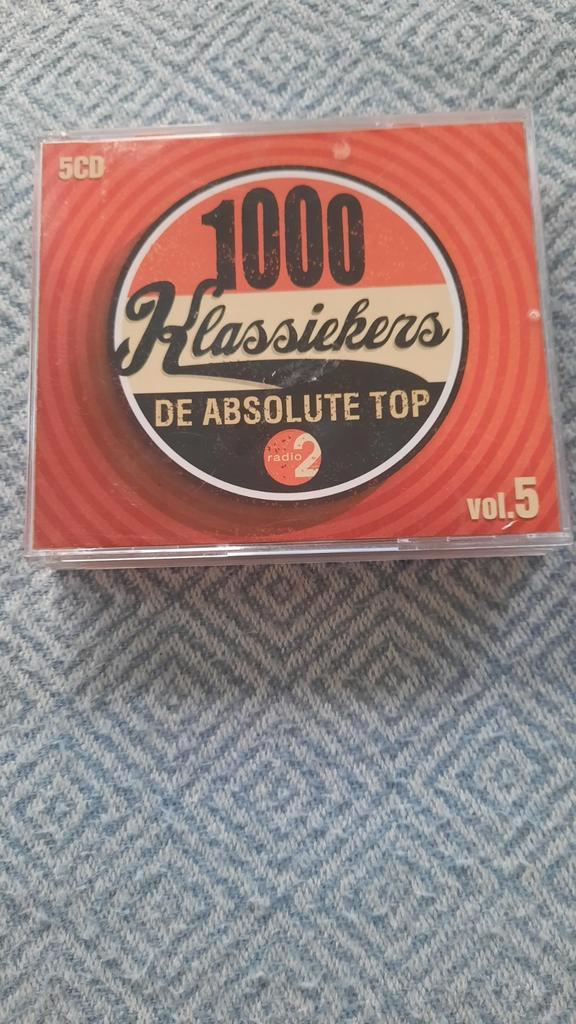 5CD
1000
Klassiekers
DE ABSOLUTE TOP
radio 2
vol.5